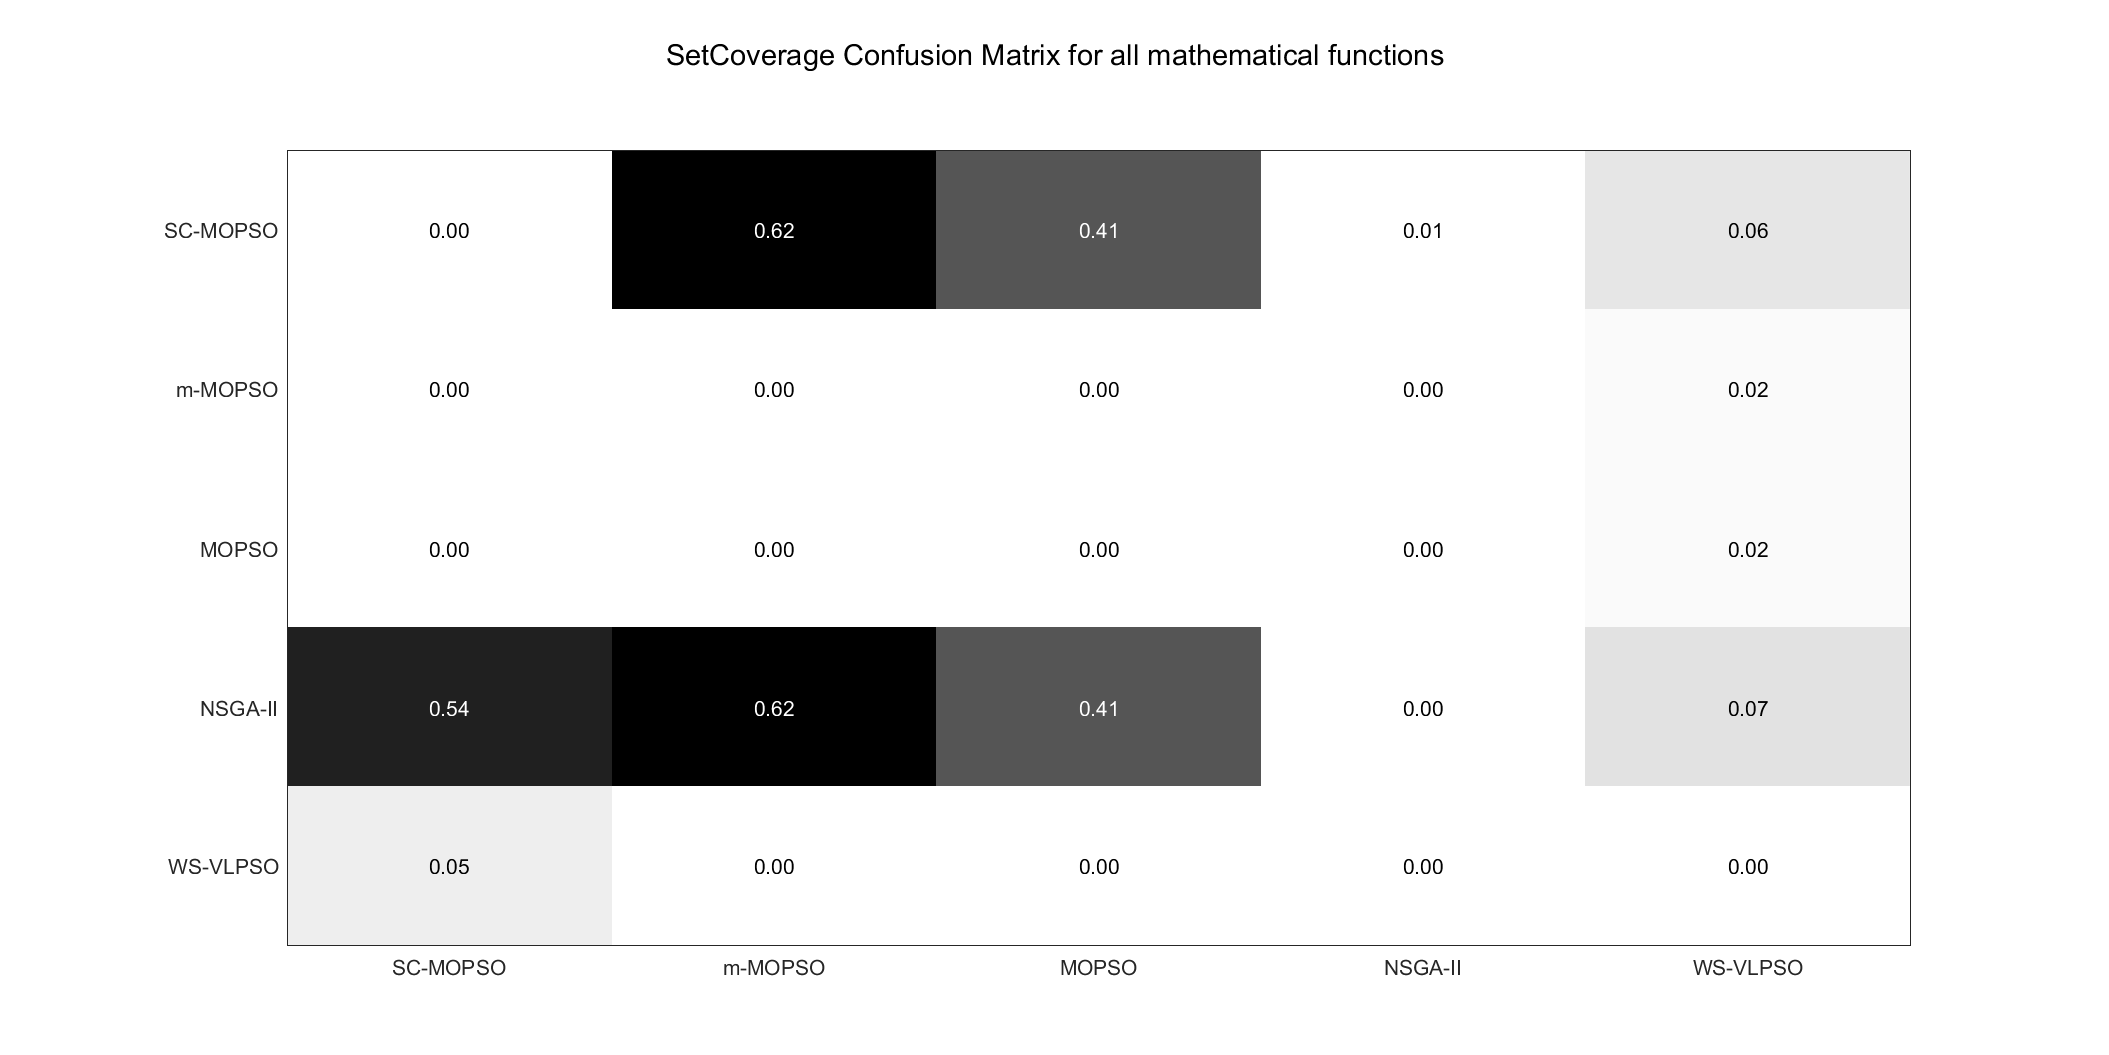 SetCoverage Confusion Matrix for all mathematical functions
SC-MOPSO 0.00 0.62 0.41 0.01 0.06
m-MOPSO 0.00 0.00 0.00 0.00 0.02
MOPSO 0.00 0.00 0.00 0.00 0.02
NSGA-II 0.54 0.62 0.41 0.00 0.07
WS-VLPSO 0.05 0.00 0.00 0.00 0.00
SC-MOPSO m-MOPSO MOPSO NSGA-II WS-VLPSO